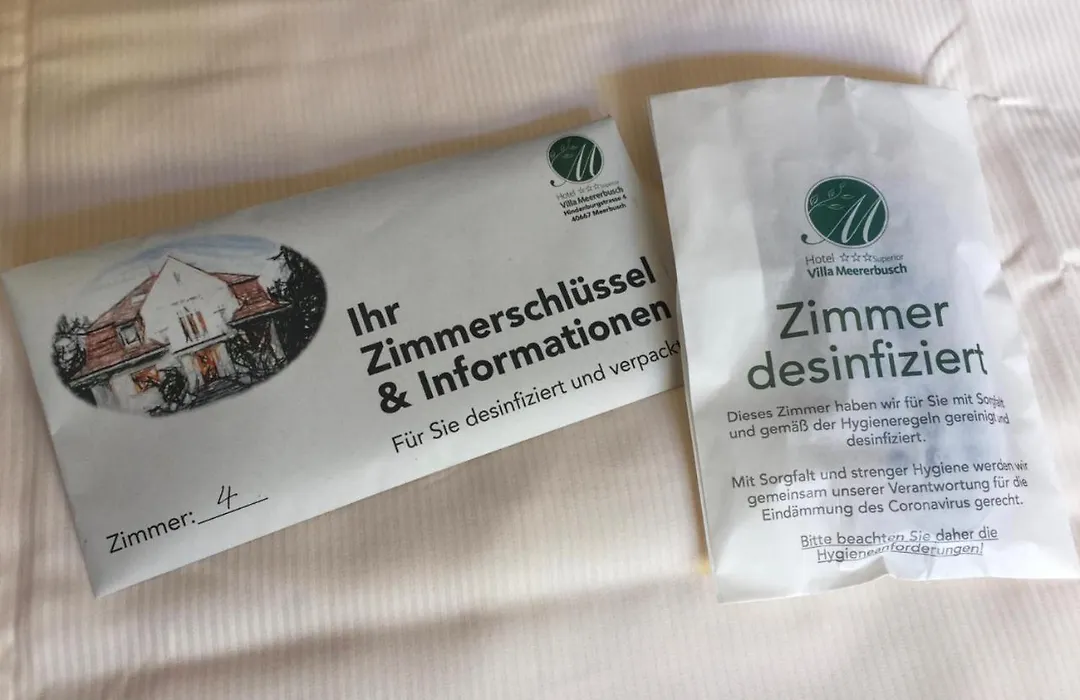 M
Hotel ☆☆☆Superior
Villa Meererbusch
Hindenburgstrasse 4
40667 Meerbusch
Ihr
Zimmerschlüssel
& Informationen
Für Sie desinfiziert und verpackt
Zimmer: 4
M
Hotel ☆☆☆Superior
Villa Meererbusch
Zimmer
desinfiziert
Dieses Zimmer haben wir für Sie mit Sorgfalt
und gemäß der Hygieneregeln gereinigt und
desinfiziert.
Mit Sorgfalt und strenger Hygiene werden wir
gemeinsam unserer Verantwortung für die
Eindämmung des Coronavirus gerecht.
Bitte beachten Sie daher die
Hygieneanforderungen!